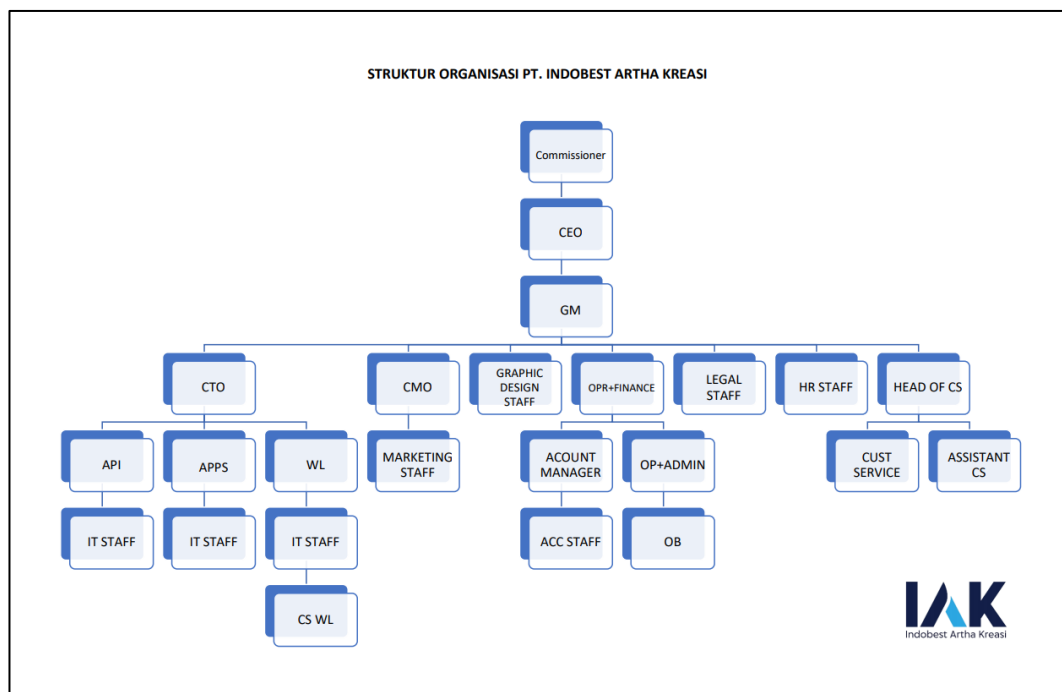 STRUKTUR ORGANISASI PT. INDOBEST ARTHA KREASI
Commissioner
CEO
GM
CTO
CMO
GRAPHIC
DESIGN
STAFF
OPR+FINANCE
LEGAL
STAFF
HR STAFF
HEAD OF CS
API
APPS
WL
MARKETING
STAFF
ACOUNT
MANAGER
OP+ADMIN
CUST
SERVICE
ASSISTANT
CS
IT STAFF
IT STAFF
IT STAFF
ACC STAFF
OB
CS WL
IAK
Indobest Artha Kreasi